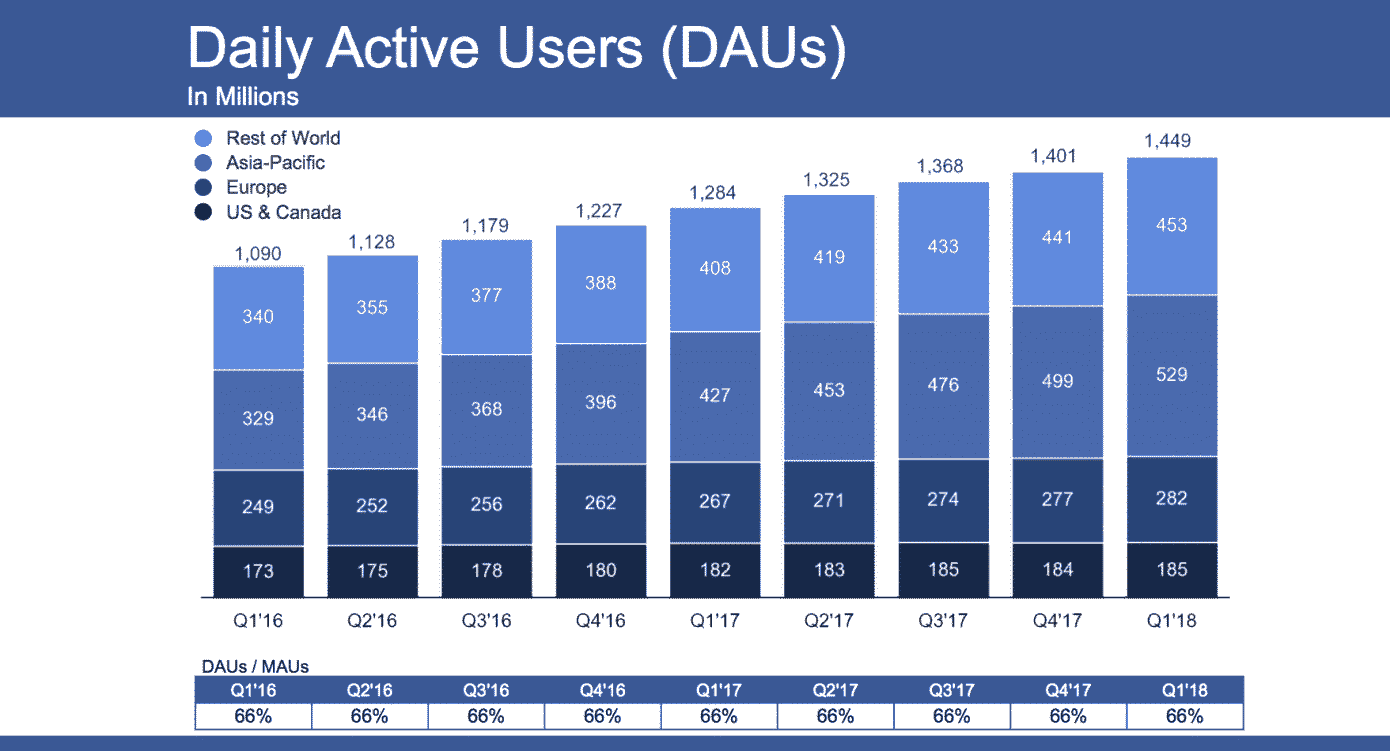 Daily Active Users (DAUs)
In Millions
Rest of World
Asia-Pacific
Europe
US & Canada
1,090 1,128 1,179 1,227 1,284 1,325 1,368 1,401 1,449
340 355 377 388 408 419 433 441 453
329 346 368 396 427 453 476 499 529
249 252 256 262 267 271 274 277 282
173 175 178 180 182 183 185 184 185
Q1'16 Q2'16 Q3'16 Q4'16 Q1'17 Q2'17 Q3'17 Q4'17 Q1'18
DAUs / MAUs
Q1'16 Q2'16 Q3'16 Q4'16 Q1'17 Q2'17 Q3'17 Q4'17 Q1'18
66% 66% 66% 66% 66% 66% 66% 66% 66%